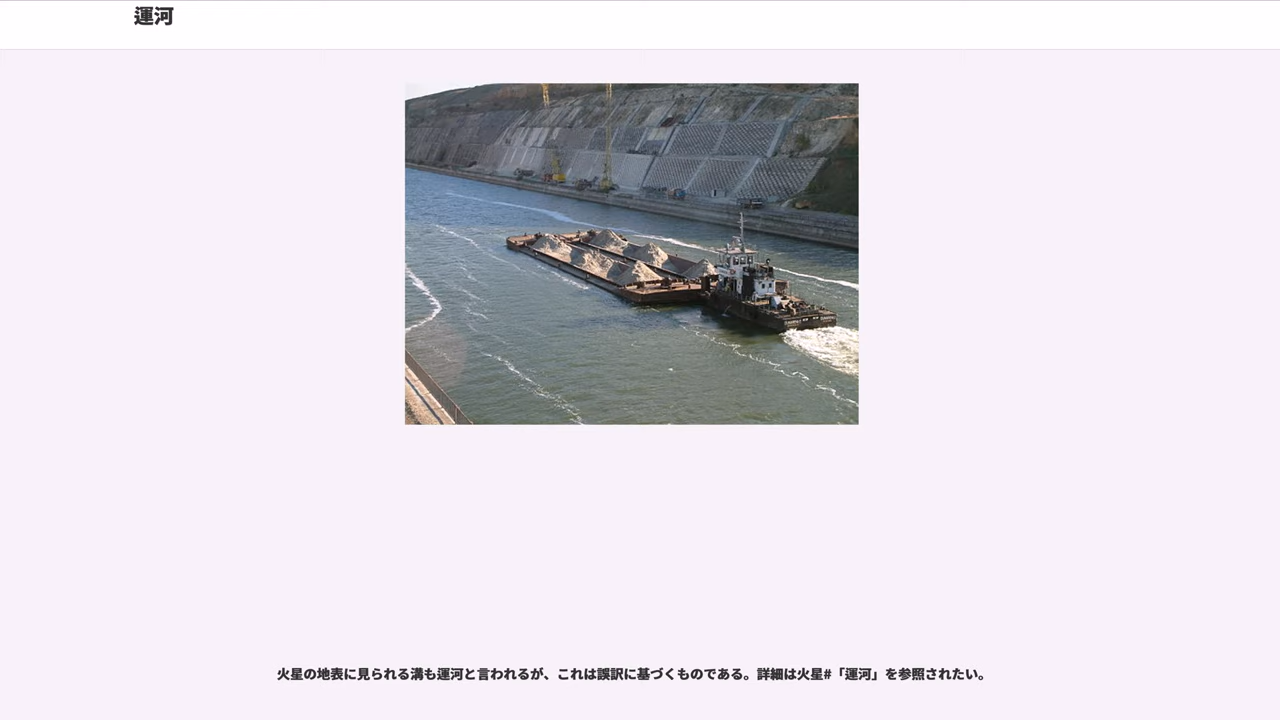 運河
火星の地表に見られる溝も運河と言われるが、これは誤訳に基づくものである。詳細は火星#「運河」を参照されたい。